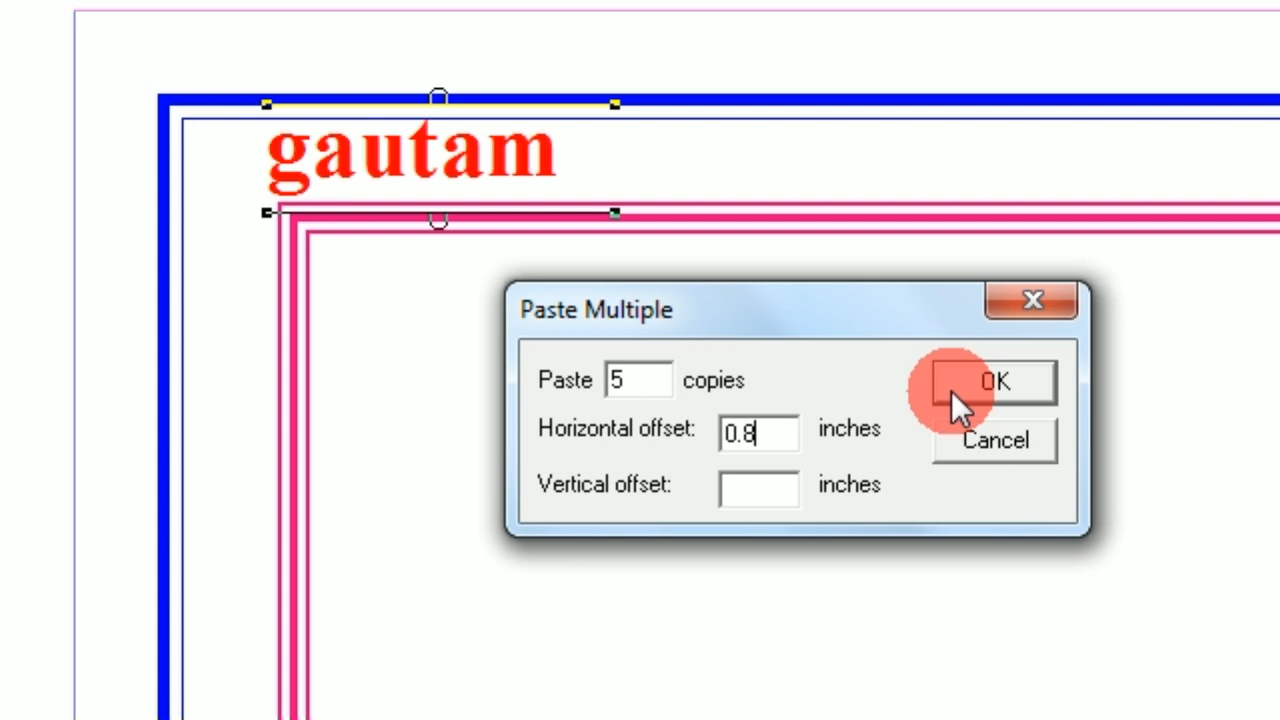 gautam
Paste Multiple
Paste 5 copies OK
Horizontal offset: 0.8 inches Cancel
Vertical offset: inches